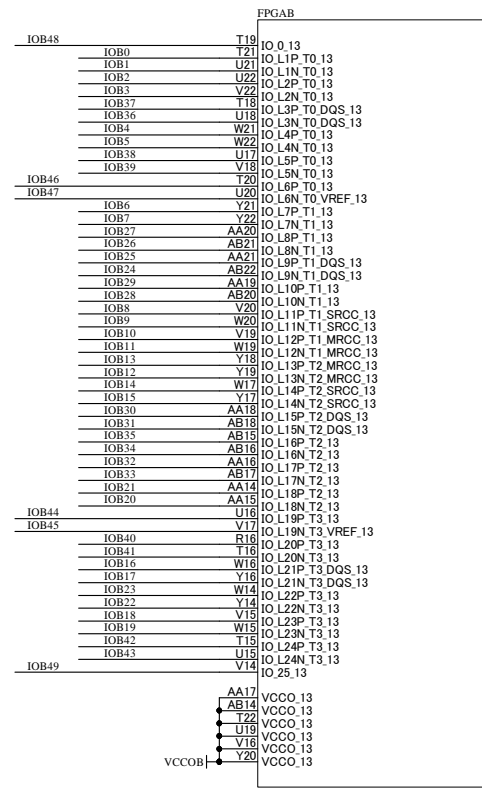 FPGAB
IOB48 T19 IO_0_13
IOB0 T21 IO_L1P_T0_13
IOB1 U21 IO_L1N_T0_13
IOB2 U22 IO_L2P_T0_13
IOB3 V22 IO_L2N_T0_13
IOB37 T18 IO_L3P_T0_DQS_13
IOB36 U18 IO_L3N_T0_DQS_13
IOB4 W21 IO_L4P_T0_13
IOB5 W22 IO_L4N_T0_13
IOB38 U17 IO_L5P_T0_13
IOB39 V18 IO_L5N_T0_13
IOB46 T20 IO_L6P_T0_13
IOB47 U20 IO_L6N_T0_VREF_13
IOB6 Y21 IO_L7P_T1_13
IOB7 Y22 IO_L7N_T1_13
IOB27 AA20 IO_L8P_T1_13
IOB26 AB21 IO_L8N_T1_13
IOB25 AA21 IO_L9P_T1_DQS_13
IOB24 AB22 IO_L9N_T1_DQS_13
IOB29 AA19 IO_L10P_T1_13
IOB28 AB20 IO_L10N_T1_13
IOB8 V20 IO_L11P_T1_SRCC_13
IOB9 W20 IO_L11N_T1_SRCC_13
IOB10 V19 IO_L12P_T1_MRCC_13
IOB11 W19 IO_L12N_T1_MRCC_13
IOB13 Y18 IO_L13P_T2_MRCC_13
IOB12 Y19 IO_L13N_T2_MRCC_13
IOB14 W17 IO_L14P_T2_SRCC_13
IOB15 Y17 IO_L14N_T2_SRCC_13
IOB30 AA18 IO_L15P_T2_DQS_13
IOB31 AB18 IO_L15N_T2_DQS_13
IOB35 AB15 IO_L16P_T2_13
IOB34 AB16 IO_L16N_T2_13
IOB32 AA16 IO_L17P_T2_13
IOB33 AB17 IO_L17N_T2_13
IOB21 AA14 IO_L18P_T2_13
IOB20 AA15 IO_L18N_T2_13
IOB44 U16 IO_L19P_T3_13
IOB45 V17 IO_L19N_T3_VREF_13
IOB40 R16 IO_L20P_T3_13
IOB41 T16 IO_L20N_T3_13
IOB16 W16 IO_L21P_T3_DQS_13
IOB17 Y16 IO_L21N_T3_DQS_13
IOB23 W14 IO_L22P_T3_13
IOB22 Y14 IO_L22N_T3_13
IOB18 V15 IO_L23P_T3_13
IOB19 W15 IO_L23N_T3_13
IOB42 T15 IO_L24P_T3_13
IOB43 U15 IO_L24N_T3_13
IOB49 V14 IO_25_13
AA17 VCCO_13
AB14 VCCO_13
T22 VCCO_13
U19 VCCO_13
V16 VCCO_13
VCCOB Y20 VCCO_13